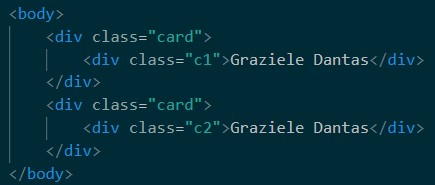 <body>
<div class="card">
<div class="c1">Graziele Dantas</div>
</div>
<div class="card">
<div class="c2">Graziele Dantas</div>
</div>
</body>